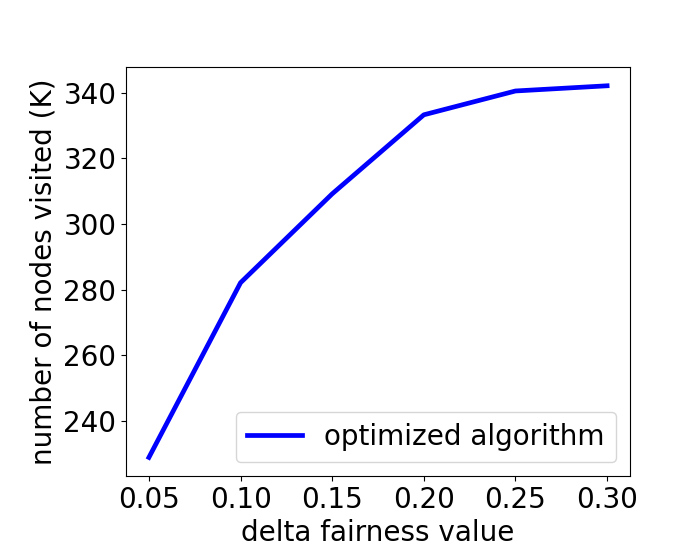 number of nodes visited (K)
340
320
300
280
260
240
optimized algorithm
0.05 0.10 0.15 0.20 0.25 0.30
delta fairness value